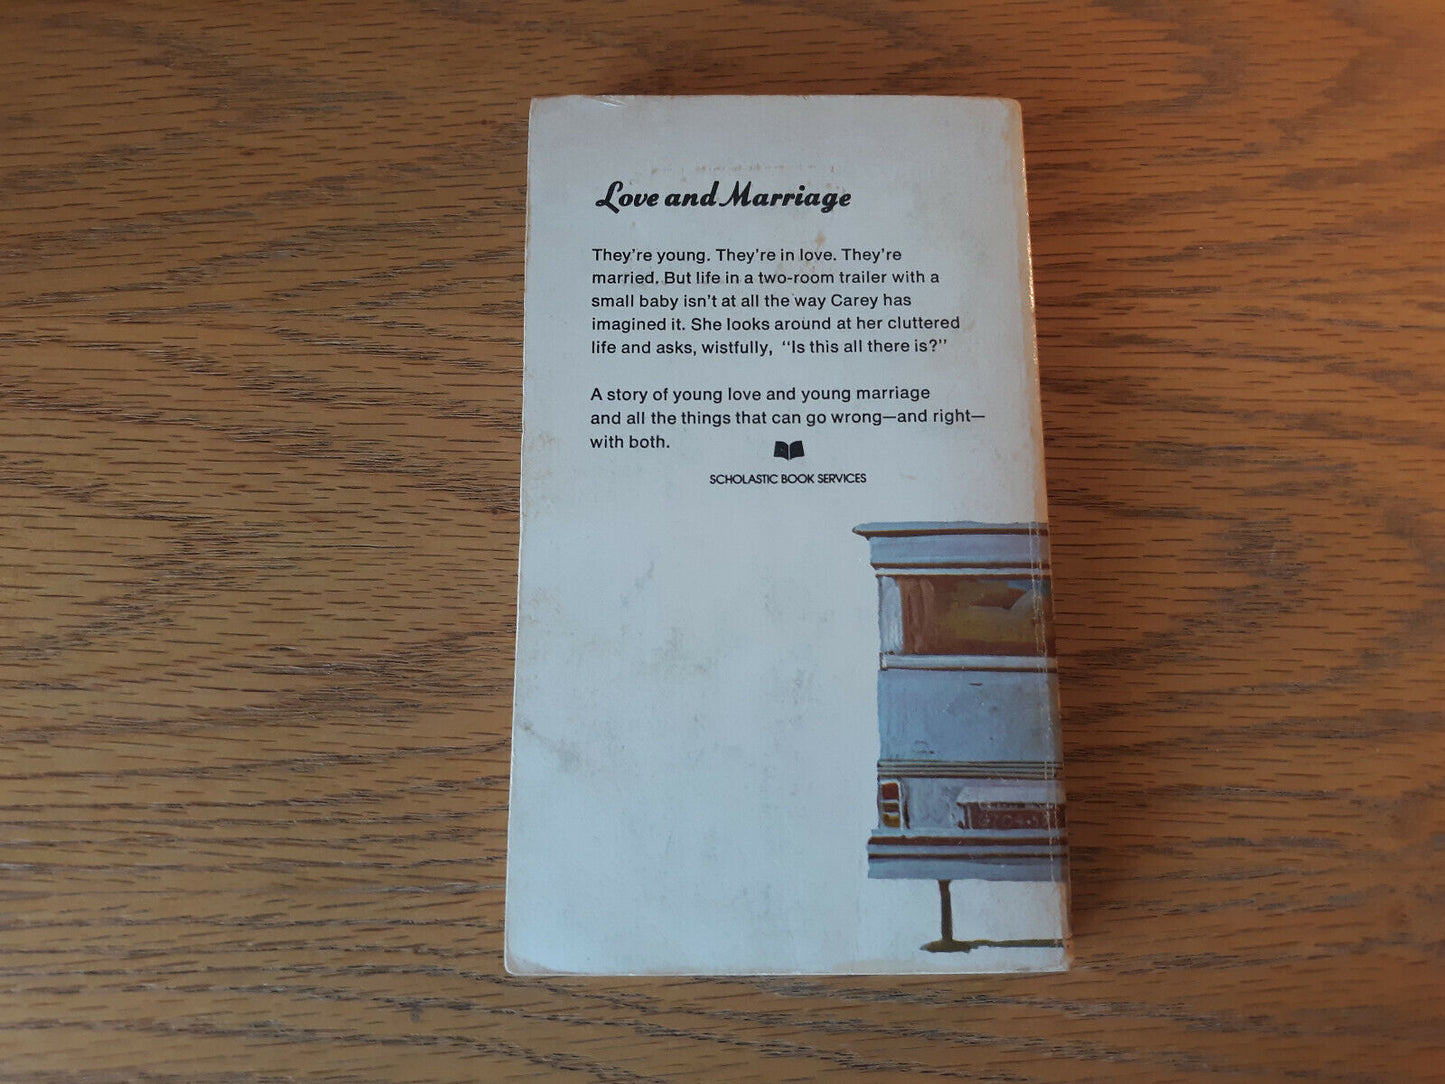 Love and Marriage
They're young. They're in love. They're
married. But life in a two-room trailer with a
small baby isn't at all the way Carey has
imagined it. She looks around at her cluttered
life and asks, wistfully, "Is this all there is?"
A story of young love and young marriage
and all the things that can go wrong—and right—
with both.
SCHOLASTIC BOOK SERVICES